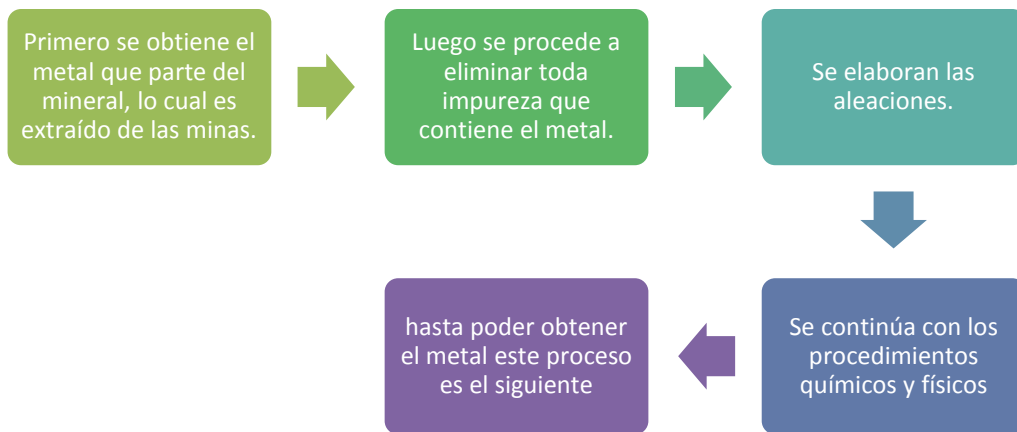 Primero se obtiene el
metal que parte del
mineral, lo cual es
extraído de las minas.
Luego se procede a
eliminar toda
impureza que
contiene el metal.
Se elaboran las
aleaciones.
Se continúa con los
procedimientos
químicos y físicos
hasta poder obtener
el metal este proceso
es el siguiente